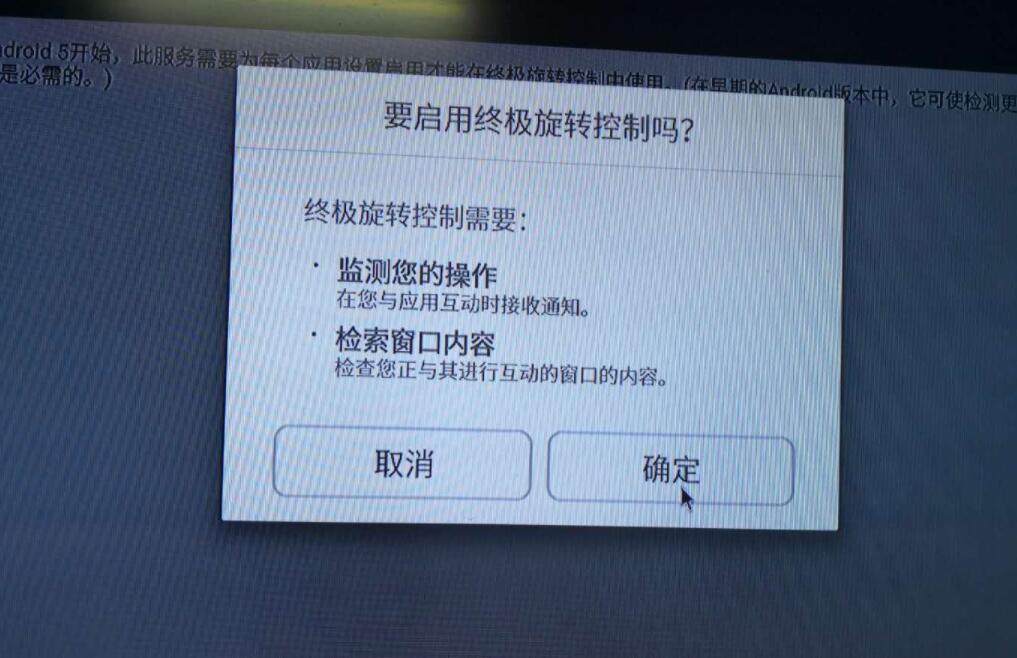 ndroid 5开始，此服务需要为每个应用设置启用才能在终极旋转控制中使用。(在早期的Android版本中，它可使检测更
是必需的。)
要启用终极旋转控制吗？
终极旋转控制需要：
· 监测您的操作
在您与应用互动时接收通知。
· 检索窗口内容
检查您正与其进行互动的窗口的内容。
取消
确定